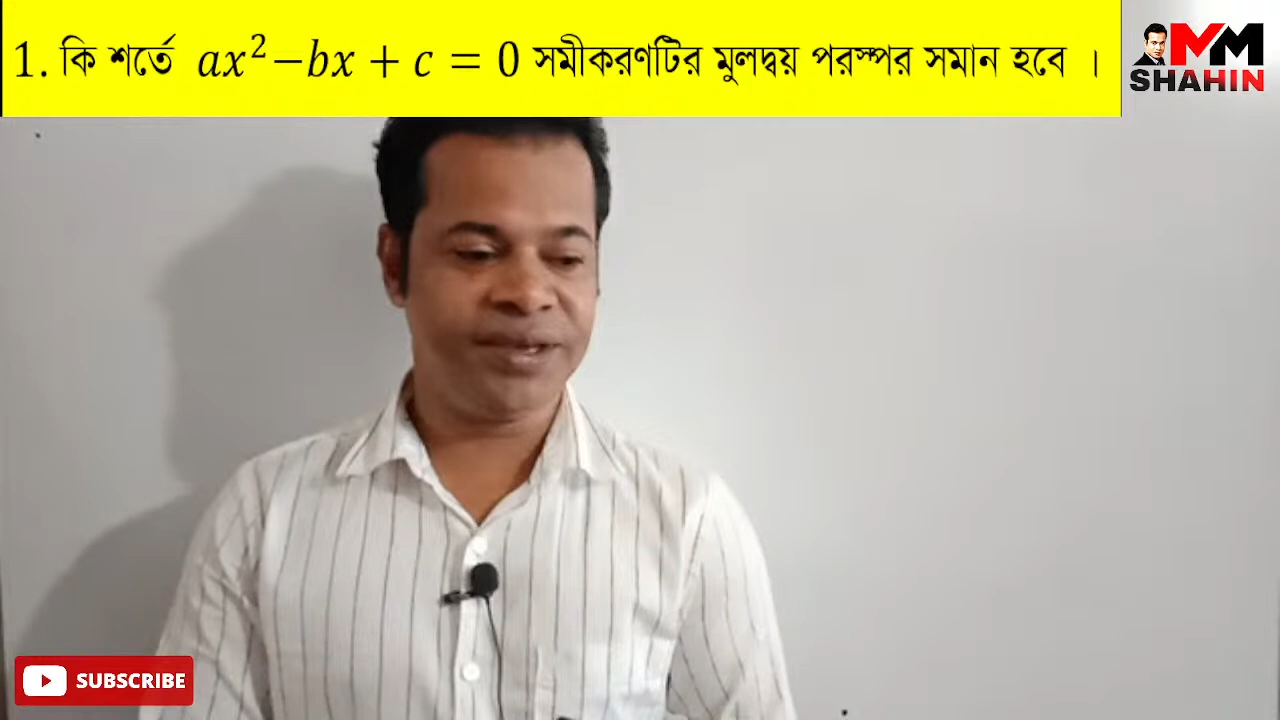 1. কি শর্তে ax²−bx + c = 0 সমীকরণটির মুলদ্বয় পরস্পর সমান হবে ।
MM
SHAHIN
SUBSCRIBE